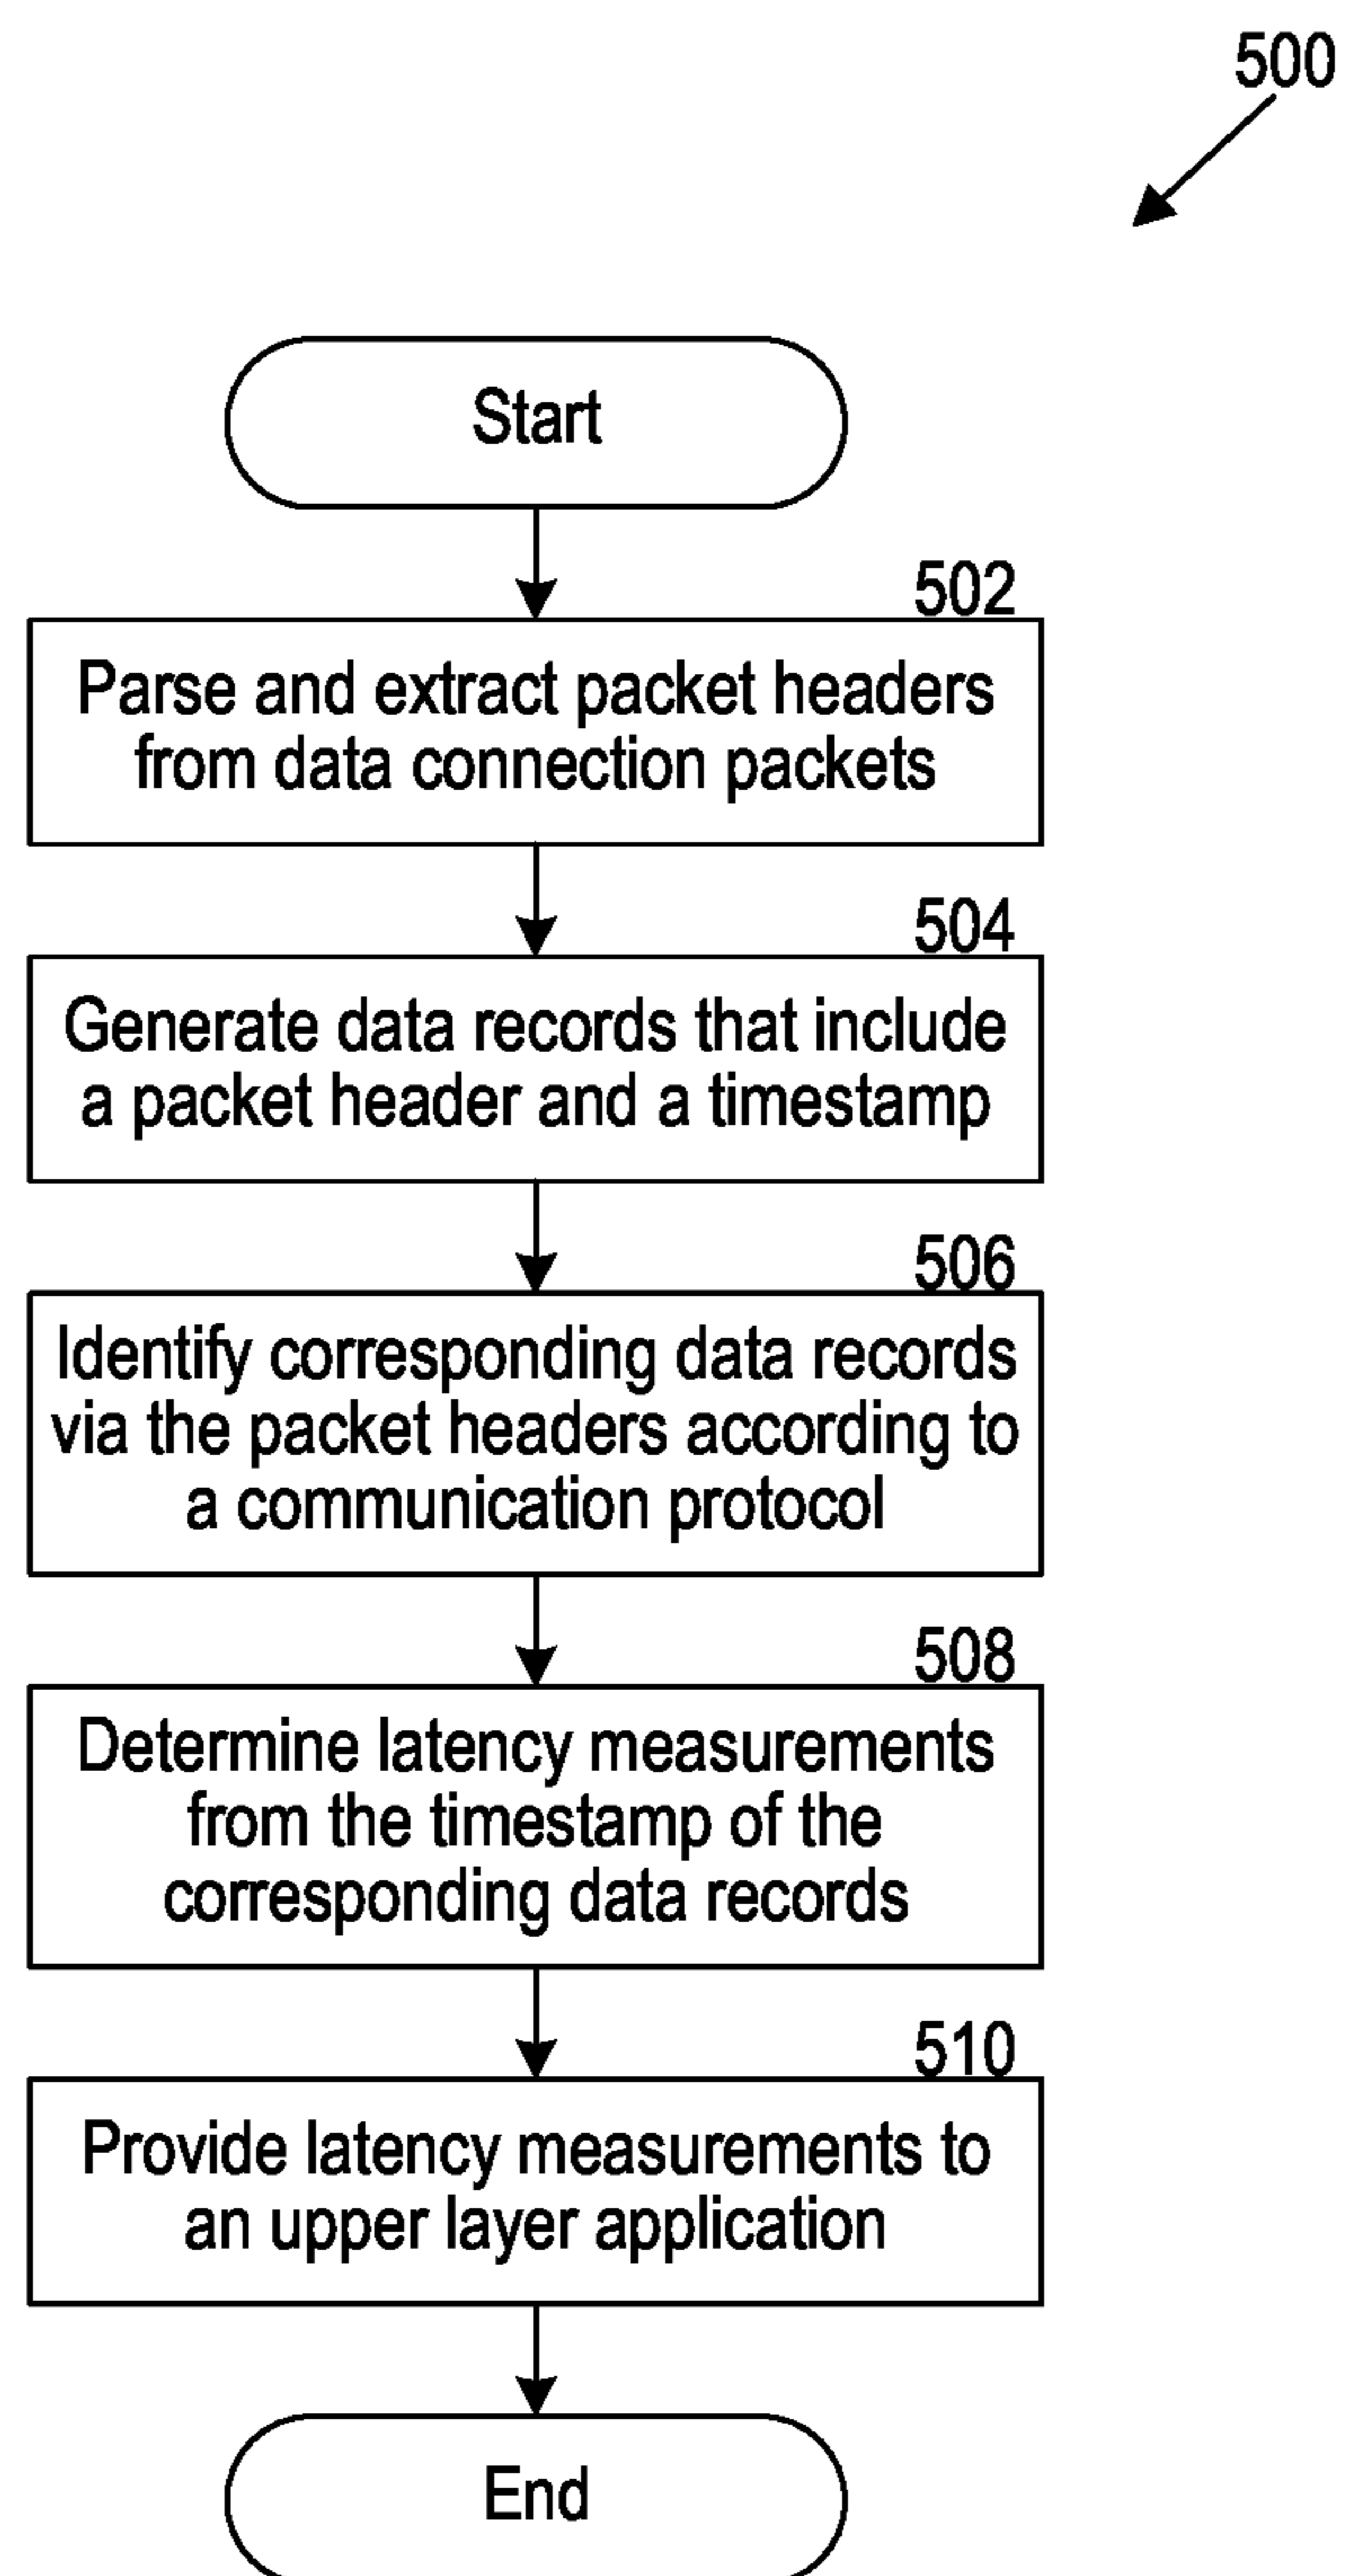 500
Start
502
Parse and extract packet headers
from data connection packets
504
Generate data records that include
a packet header and a timestamp
506
Identify corresponding data records
via the packet headers according to
a communication protocol
508
Determine latency measurements
from the timestamp of the
corresponding data records
510
Provide latency measurements to
an upper layer application
End